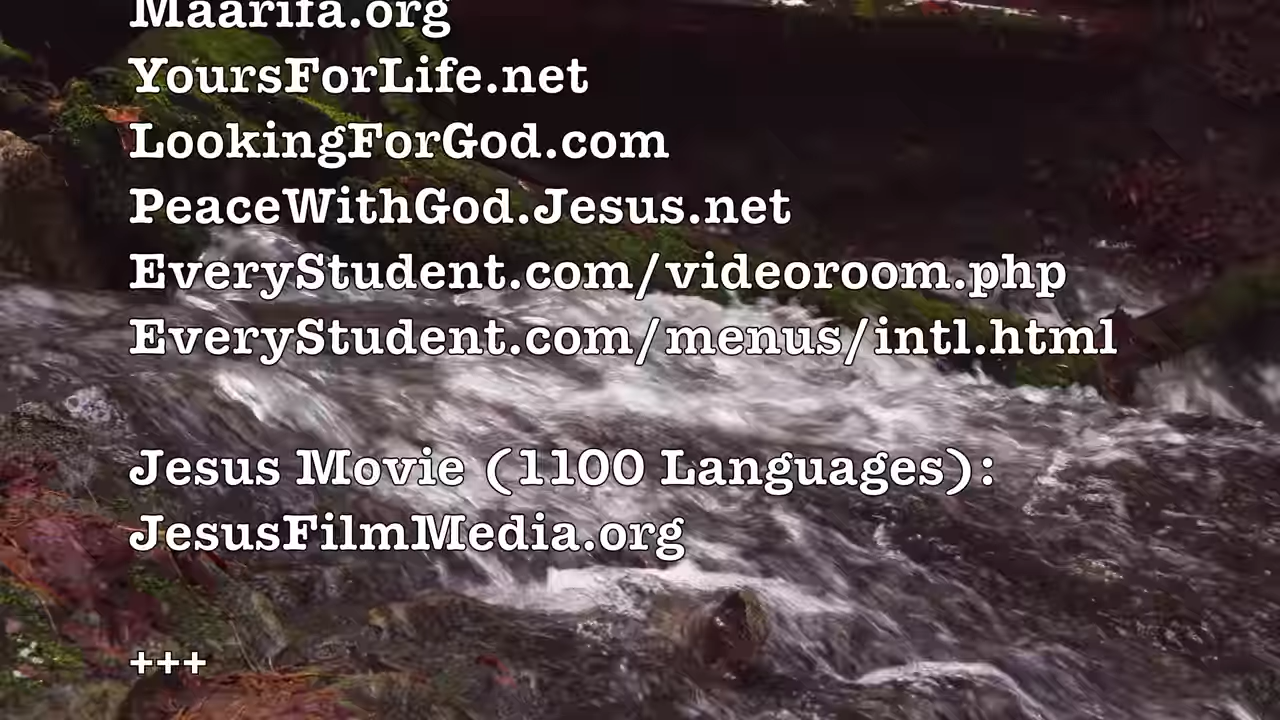 Maarifa.org
YoursForLife.net
LookingForGod.com
PeaceWithGod.Jesus.net
EveryStudent.com/videoroom.php
EveryStudent.com/menus/intl.html
Jesus Movie (1100 Languages):
JesusFilmMedia.org
+++